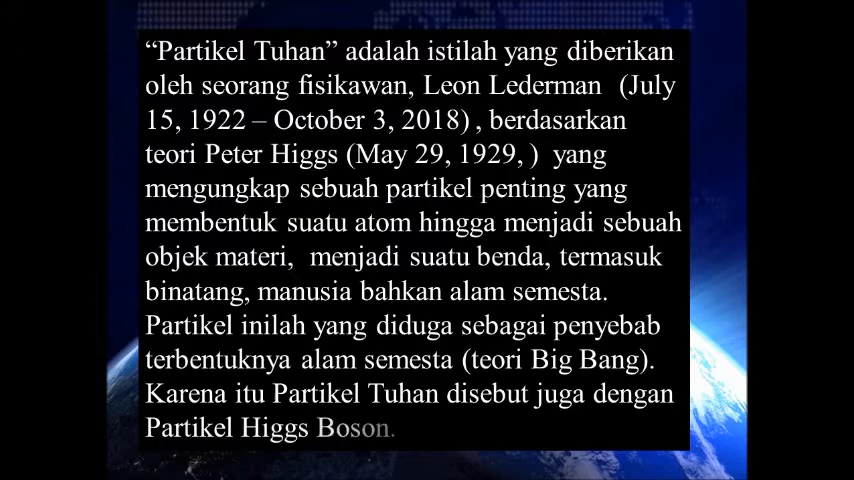 “Partikel Tuhan” adalah istilah yang diberikan
oleh seorang fisikawan, Leon Lederman (July
15, 1922 – October 3, 2018) , berdasarkan
teori Peter Higgs (May 29, 1929, ) yang
mengungkap sebuah partikel penting yang
membentuk suatu atom hingga menjadi sebuah
objek materi, menjadi suatu benda, termasuk
binatang, manusia bahkan alam semesta.
Partikel inilah yang diduga sebagai penyebab
terbentuknya alam semesta (teori Big Bang).
Karena itu Partikel Tuhan disebut juga dengan
Partikel Higgs Boson.